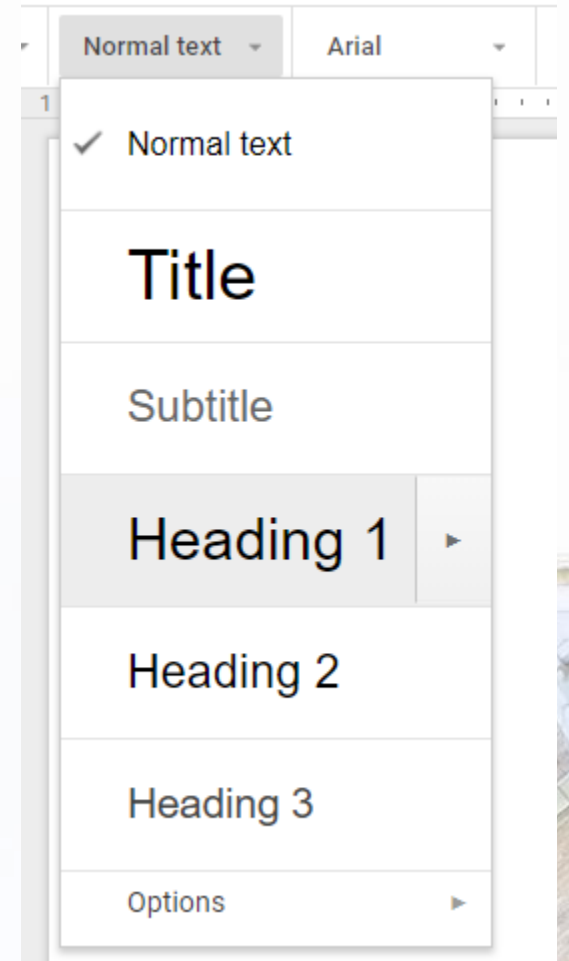 Normal text Arial
1
Normal text
Title
Subtitle
Heading 1
Heading 2
Heading 3
Options